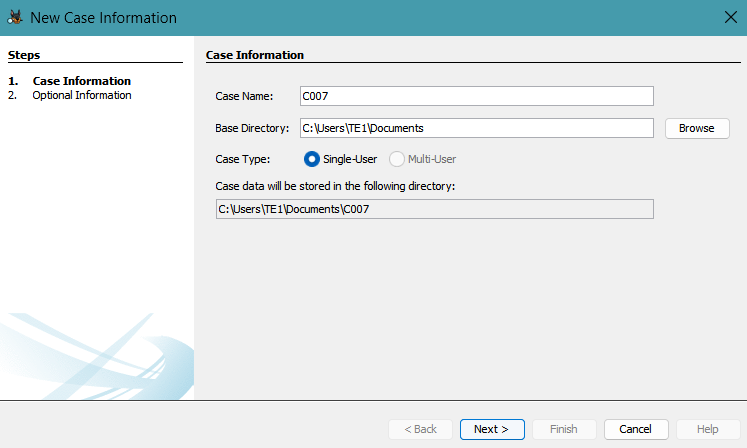 New Case Information
Steps
1. Case Information
2. Optional Information
Case Information
Case Name: C007
Base Directory: C:\Users\TE1\Documents Browse
Case Type: Single-User Multi-User
Case data will be stored in the following directory:
C:\Users\TE1\Documents\C007
< Back Next > Finish Cancel Help